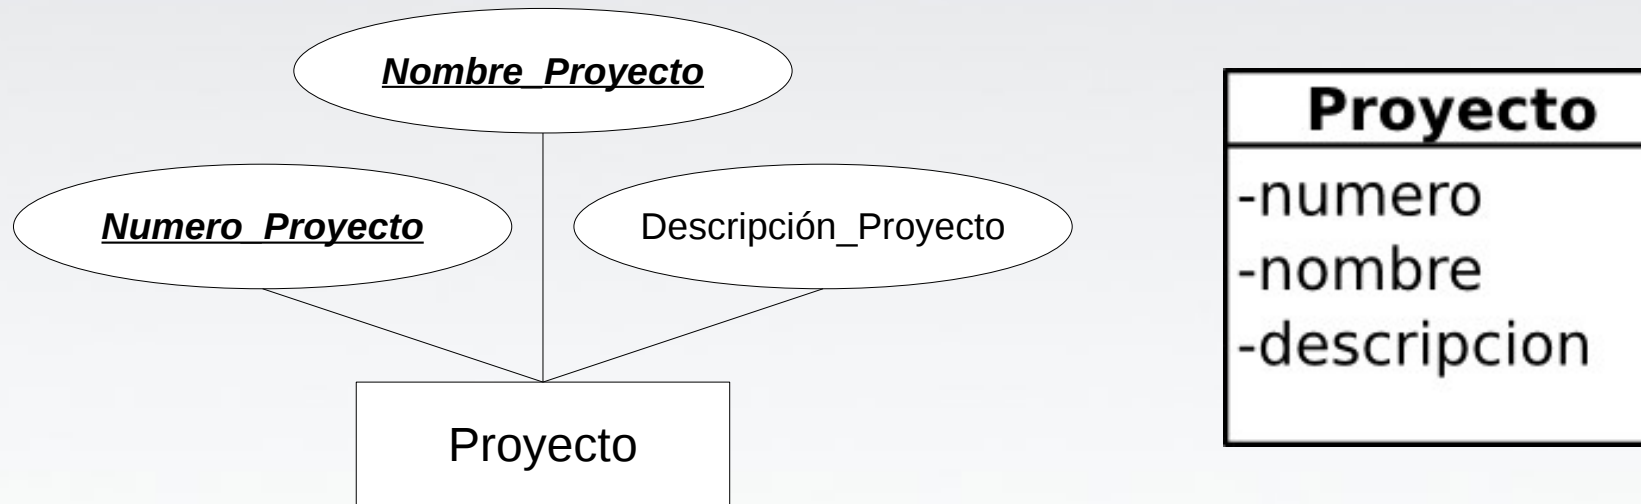 Nombre_Proyecto
Numero_Proyecto
Descripción_Proyecto
Proyecto
Proyecto
-numero
-nombre
-descripcion